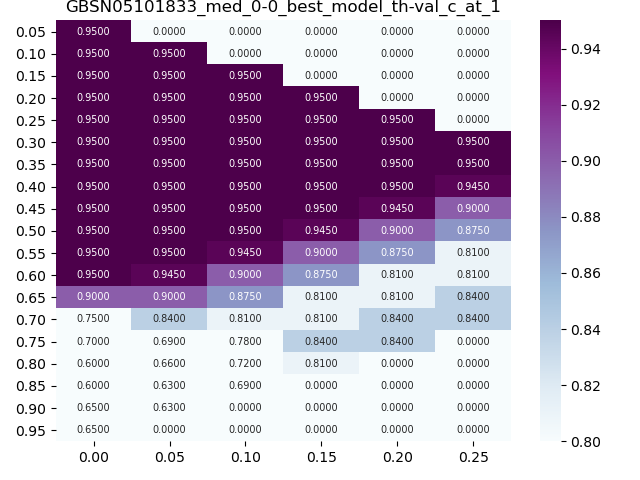 GBSN05101833_med_0-0_best_model_th-val_c_at_1
0.05 0.9500 0.0000 0.0000 0.0000 0.0000 0.0000
0.10 0.9500 0.9500 0.0000 0.0000 0.0000 0.0000
0.15 0.9500 0.9500 0.9500 0.0000 0.0000 0.0000
0.20 0.9500 0.9500 0.9500 0.9500 0.0000 0.0000
0.25 0.9500 0.9500 0.9500 0.9500 0.9500 0.0000
0.30 0.9500 0.9500 0.9500 0.9500 0.9500 0.9500
0.35 0.9500 0.9500 0.9500 0.9500 0.9500 0.9500
0.40 0.9500 0.9500 0.9500 0.9500 0.9500 0.9450
0.45 0.9500 0.9500 0.9500 0.9500 0.9450 0.9000
0.50 0.9500 0.9500 0.9500 0.9450 0.9000 0.8750
0.55 0.9500 0.9500 0.9450 0.9000 0.8750 0.8100
0.60 0.9500 0.9450 0.9000 0.8750 0.8100 0.8100
0.65 0.9000 0.9000 0.8750 0.8100 0.8100 0.8400
0.70 0.7500 0.8400 0.8100 0.8100 0.8400 0.8400
0.75 0.7000 0.6900 0.7800 0.8400 0.8400 0.0000
0.80 0.6000 0.6600 0.7200 0.8100 0.0000 0.0000
0.85 0.6000 0.6300 0.6900 0.0000 0.0000 0.0000
0.90 0.6500 0.6300 0.0000 0.0000 0.0000 0.0000
0.95 0.6500 0.0000 0.0000 0.0000 0.0000 0.0000
0.00 0.05 0.10 0.15 0.20 0.25
0.94
0.92
0.90
0.88
0.86
0.84
0.82
0.80